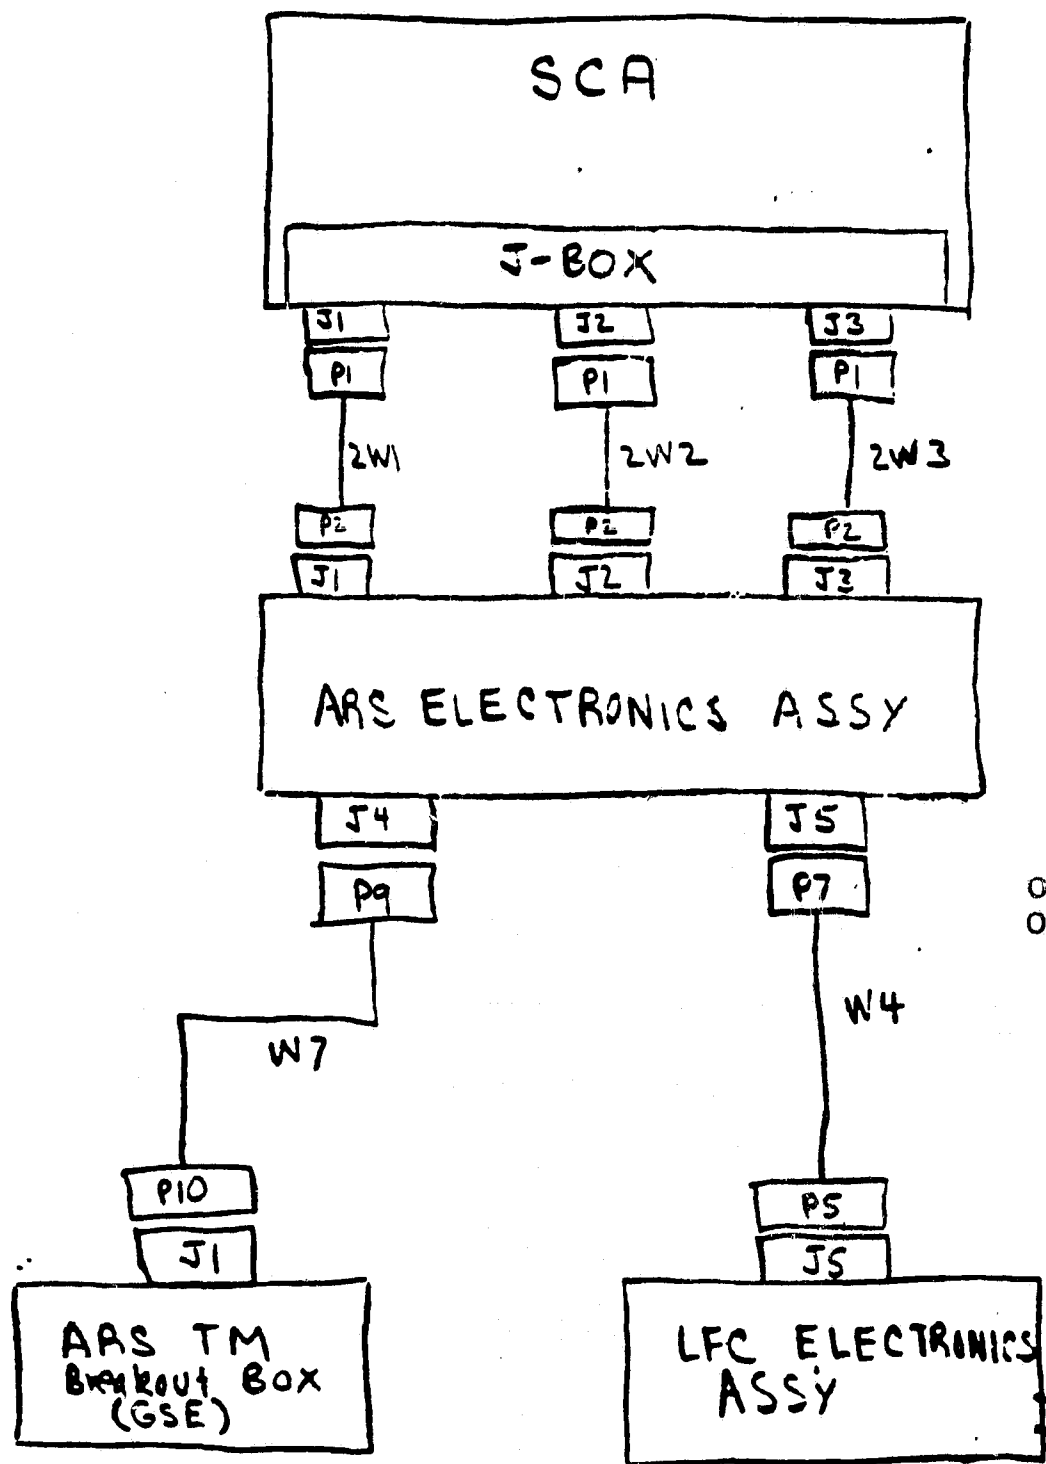 SCA
J-BOX
J1 J2 J3
P1 P1 P1
2W1 2W2 2W3
P2 P2 P2
J1 J2 J3
ARS ELECTRONICS ASSY
J4 J5
P9 P7
W4
W7
P10 P5
J1 J5
ARS TM
Breakout BOX
(GSE)
LFC ELECTRONICS
ASSY